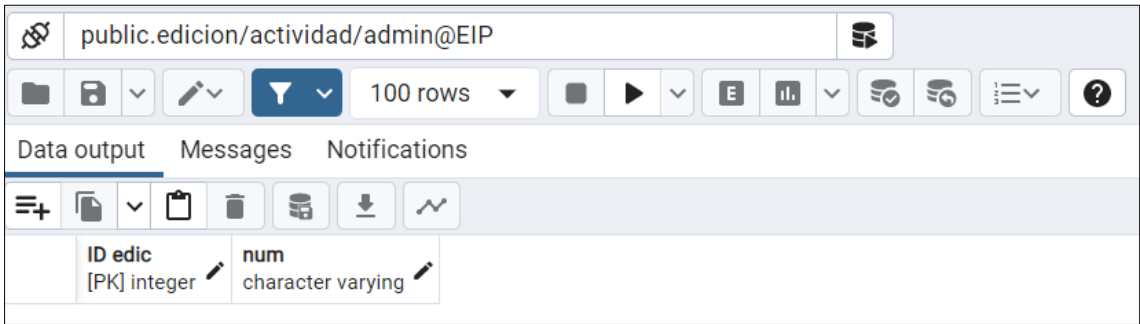 public.edicion/actividad/admin@EIP
100 rows
E
Data output Messages Notifications
ID edic num
[PK] integer character varying